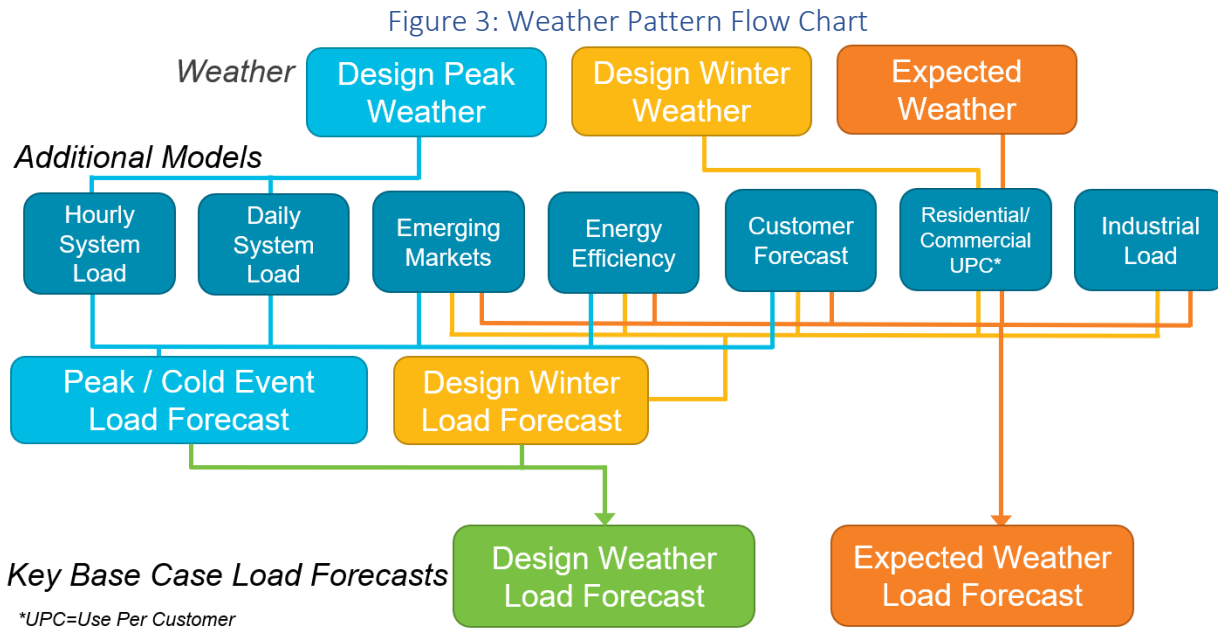 Figure 3: Weather Pattern Flow Chart
Weather
Design Peak
Weather
Design Winter
Weather
Expected
Weather
Additional Models
Hourly
System
Load
Daily
System
Load
Emerging
Markets
Energy
Efficiency
Customer
Forecast
Residential/
Commercial
UPC*
Industrial
Load
Peak / Cold Event
Load Forecast
Design Winter
Load Forecast
Key Base Case Load Forecasts
Design Weather
Load Forecast
Expected Weather
Load Forecast
*UPC=Use Per Customer